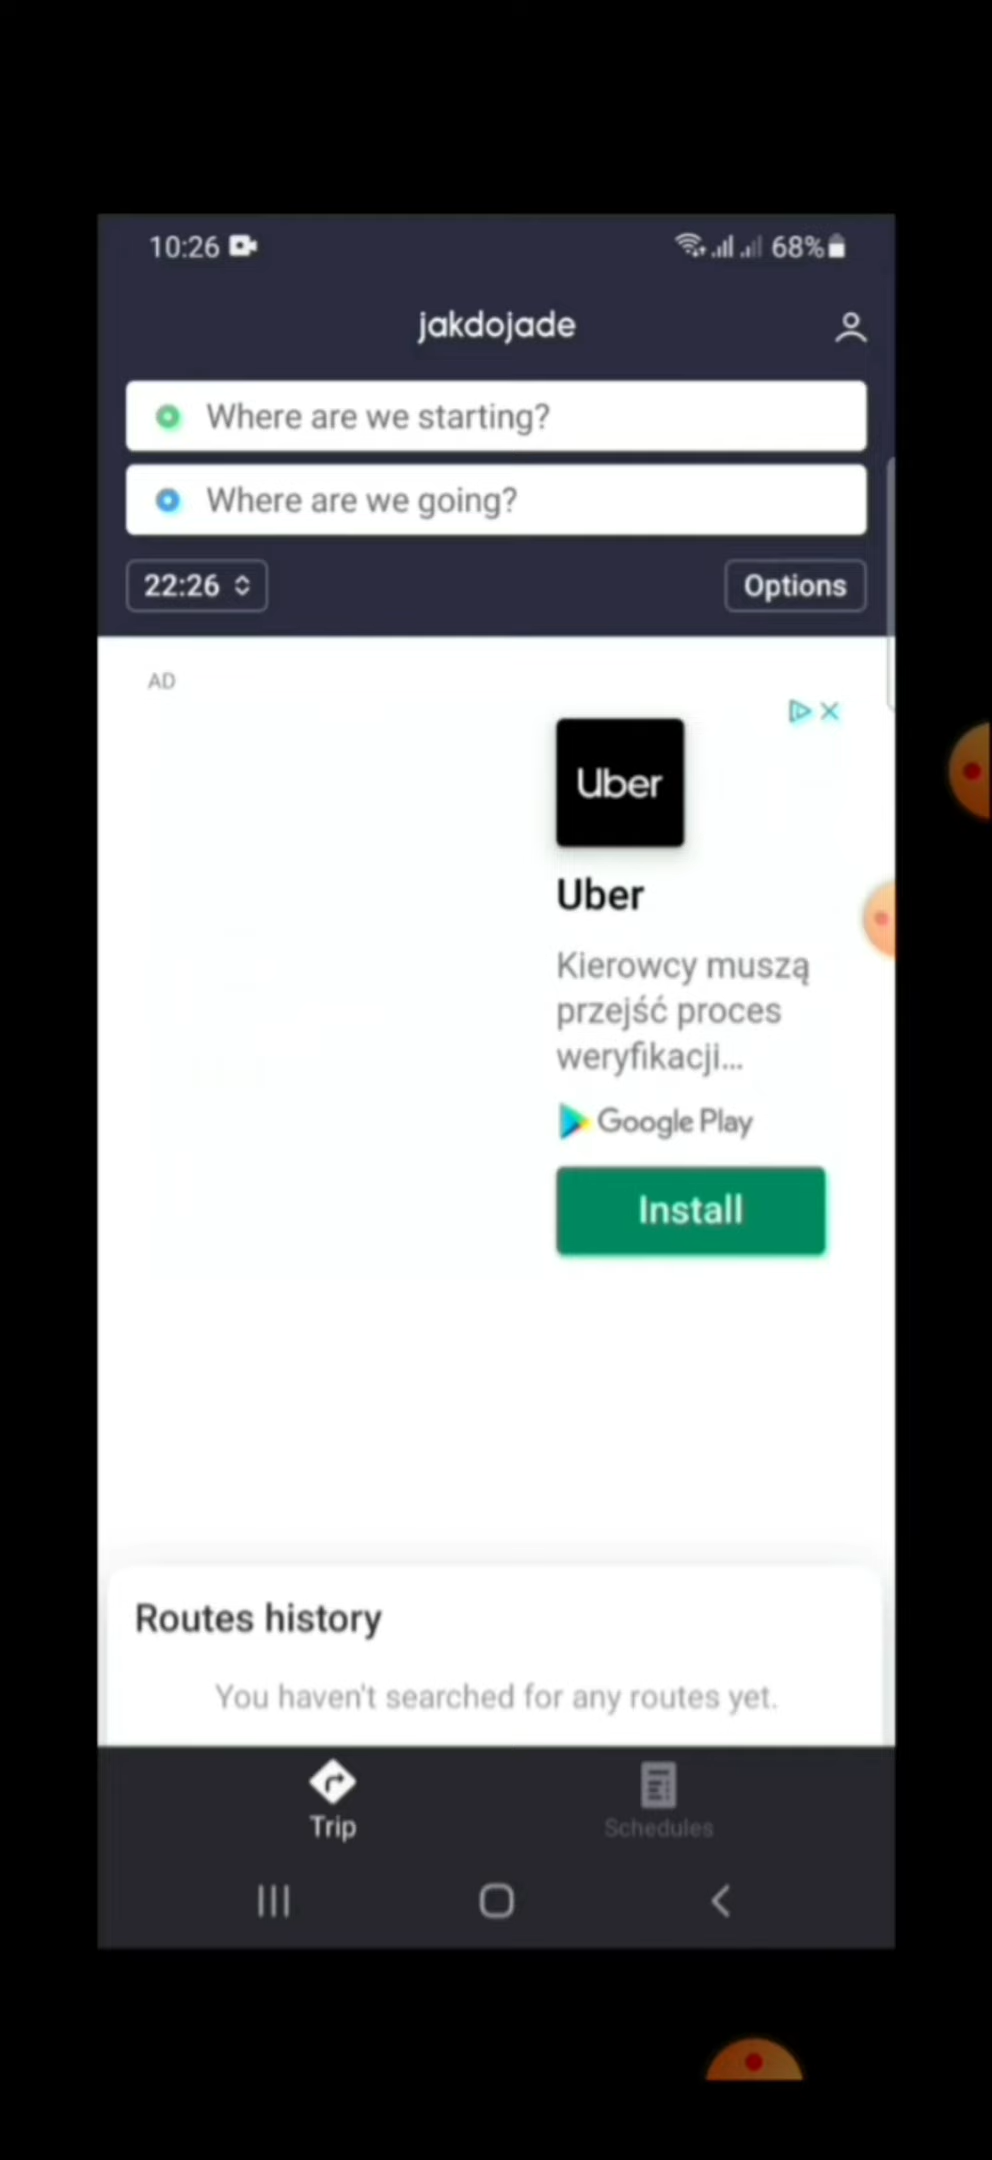 10:26
68%
jakdojade
Where are we starting?
Where are we going?
22:26
Options
AD
Uber
Uber
Kierowcy muszą
przejść proces
weryfikacji...
Google Play
Install
Routes history
You haven't searched for any routes yet.
Trip
Schedules